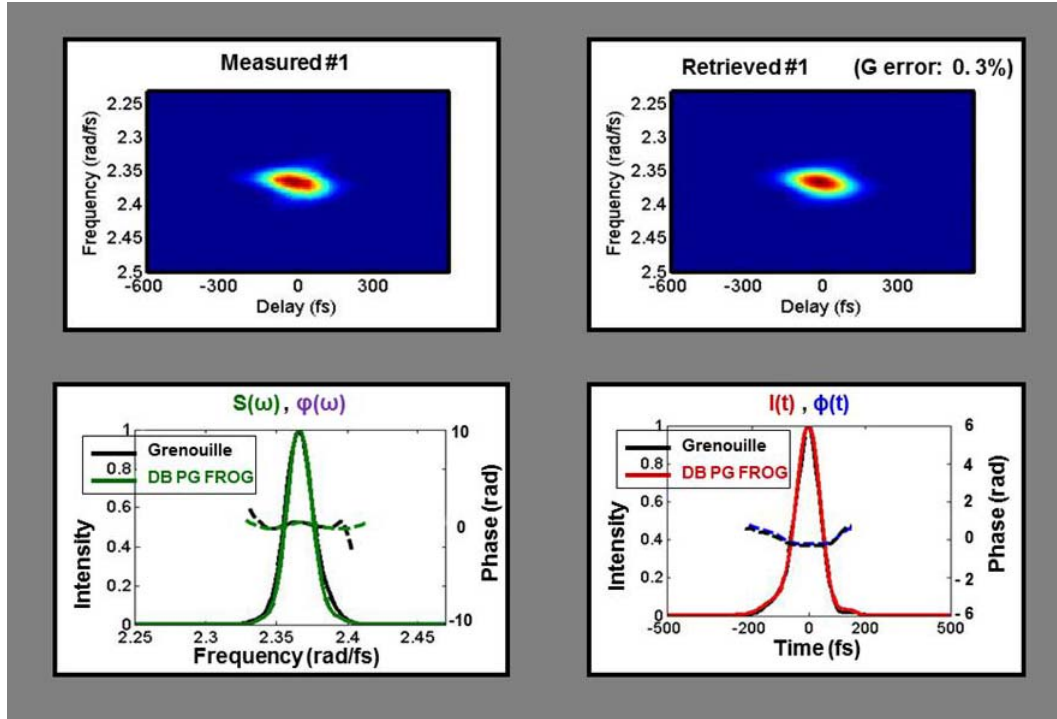 Measured #1
Frequency (rad/fs)
2.25
2.3
2.35
2.4
2.45
2.5
-600 -300 0 300
Delay (fs)
Retrieved #1 (G error: 0.3%)
Frequency (rad/fs)
2.25
2.3
2.35
2.4
2.45
2.5
-600 -300 0 300
Delay (fs)
S(ω) , φ(ω)
Grenouille
DB PG FROG
Intensity
1
0.8
0.6
0.4
0.2
0
Phase (rad)
10
0
-10
2.25 2.3 2.35 2.4 2.45
Frequency (rad/fs)
I(t) , ϕ(t)
Grenouille
DB PG FROG
Intensity
1
0.8
0.6
0.4
0.2
0
Phase (rad)
6
4
2
0
- 2
- 4
-6
-500 -200 0 200 500
Time (fs)